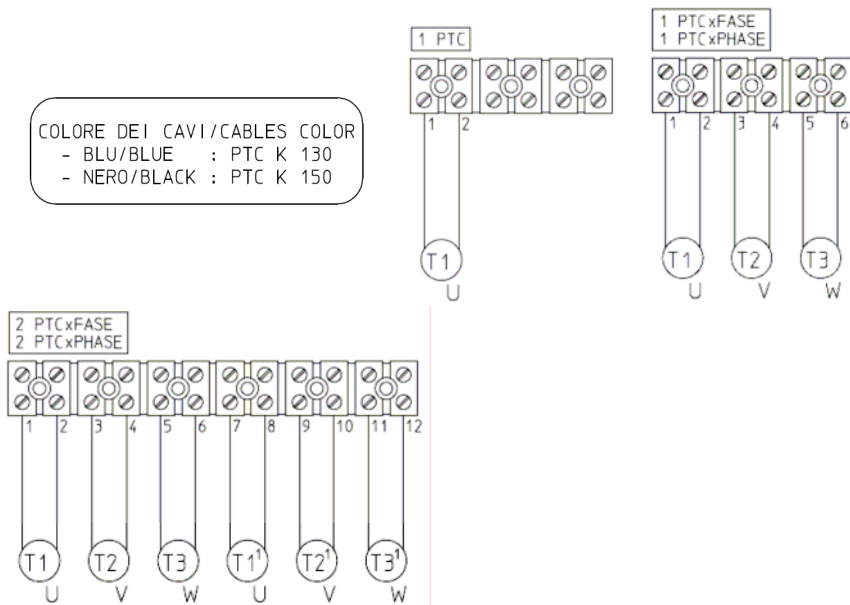 1 PTC
1 PTCxFASE
1 PTCxPHASE
COLORE DEI CAVI/CABLES COLOR
- BLU/BLUE : PTC K 130
- NERO/BLACK : PTC K 150
1 2
1 2 3 4 5 6
T1
U
T1 T2 T3
U V W
2 PTCxFASE
2 PTCxPHASE
1 2 3 4 5 6 7 8 9 10 11 12
T1 T2 T3 T1¹ T2¹ T3¹
U V W U V W